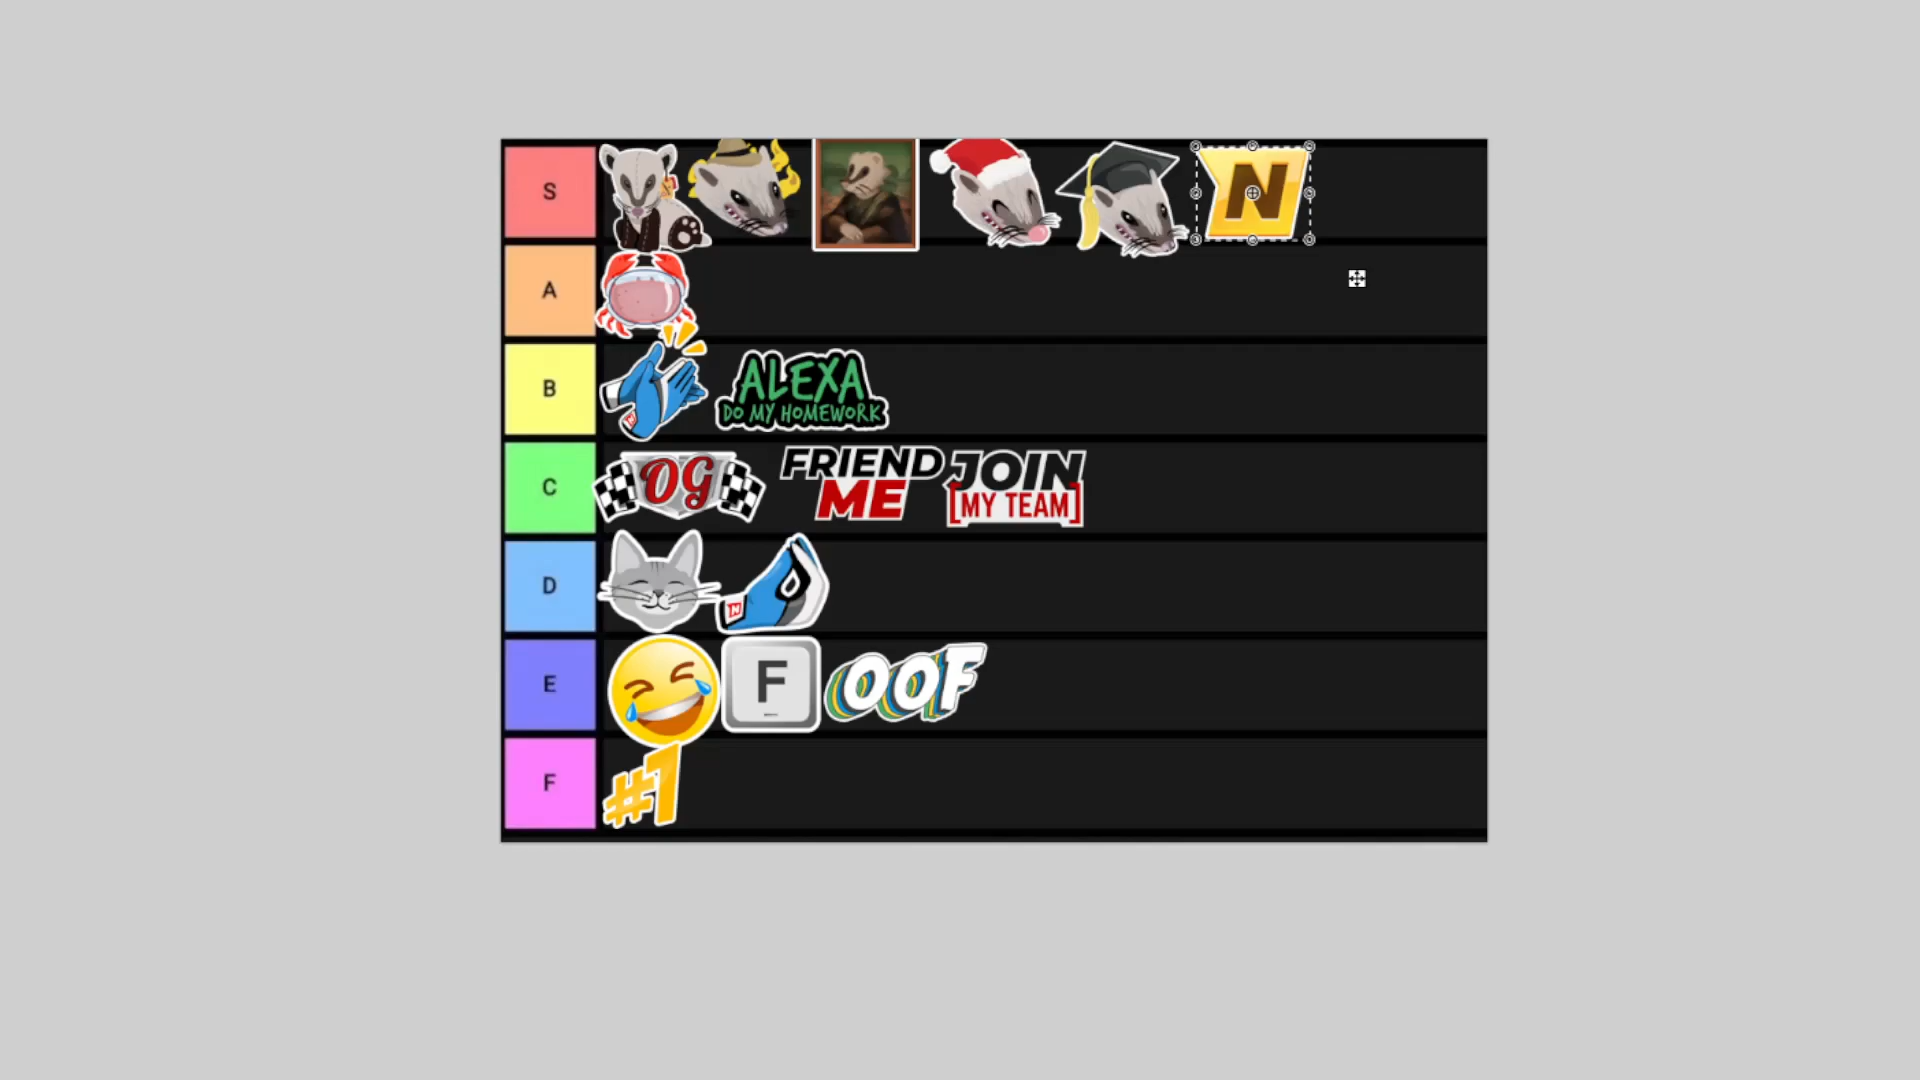 S
N
A
B
ALEXA
DO MY HOMEWORK
C
OG
FRIEND
ME
JOIN
[MY TEAM]
D
N
E
F
OOF
F
#1